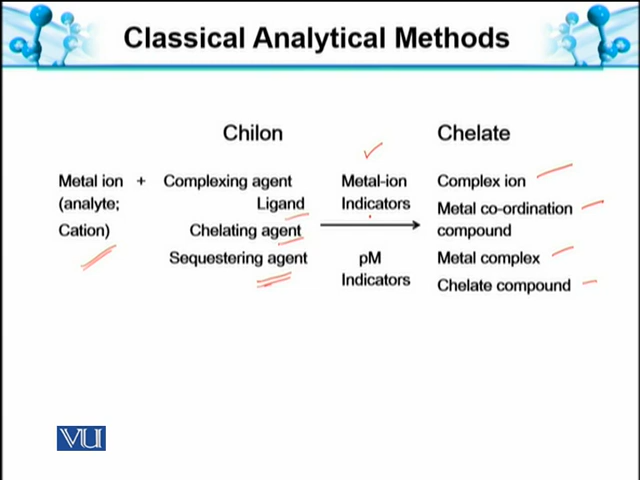 Classical Analytical Methods
Chilon
Chelate
Metal ion + Complexing agent
(analyte; Ligand
Cation) Chelating agent
Sequestering agent
Metal-ion
Indicators
pM
Indicators
Complex ion
Metal co-ordination
compound
Metal complex
Chelate compound
VU